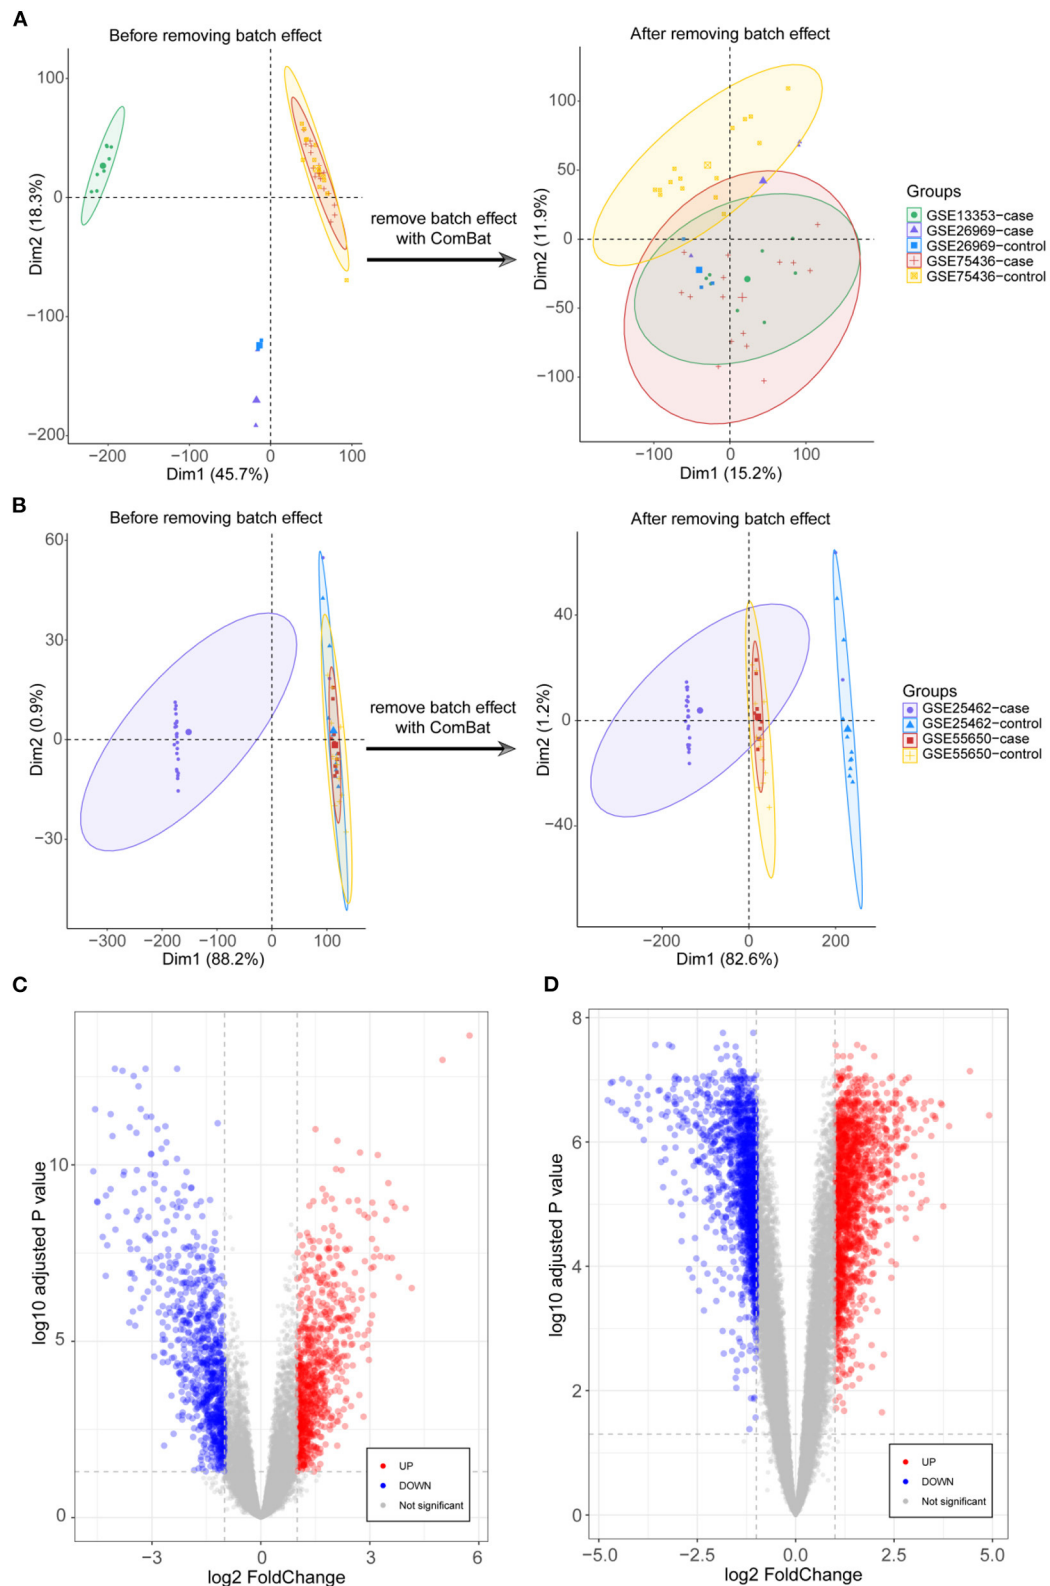 A
Before removing batch effect
After removing batch effect
100
0
−100
−200
Dim2 (18.3%)
−200
−100
0
100
Dim1 (45.7%)
remove batch effect
with ComBat
100
50
0
−50
−100
Dim2 (11.9%)
−100
0
100
Dim1 (15.2%)
Groups
GSE13353−case
GSE26969−case
GSE26969−control
GSE75436−case
GSE75436−control
B
Before removing batch effect
After removing batch effect
60
30
0
−30
Dim2 (0.9%)
−300
−200
−100
0
100
Dim1 (88.2%)
remove batch effect
with ComBat
40
0
−40
Dim2 (1.2%)
−200
0
200
Dim1 (82.6%)
Groups
GSE25462−case
GSE25462−control
GSE55650−case
GSE55650−control
C
10
5
0
log10 adjusted P value
−3
0
3
6
log2 FoldChange
UP
DOWN
Not significant
D
8
6
4
2
0
log10 adjusted P value
−5.0
−2.5
0.0
2.5
5.0
log2 FoldChange
UP
DOWN
Not significant